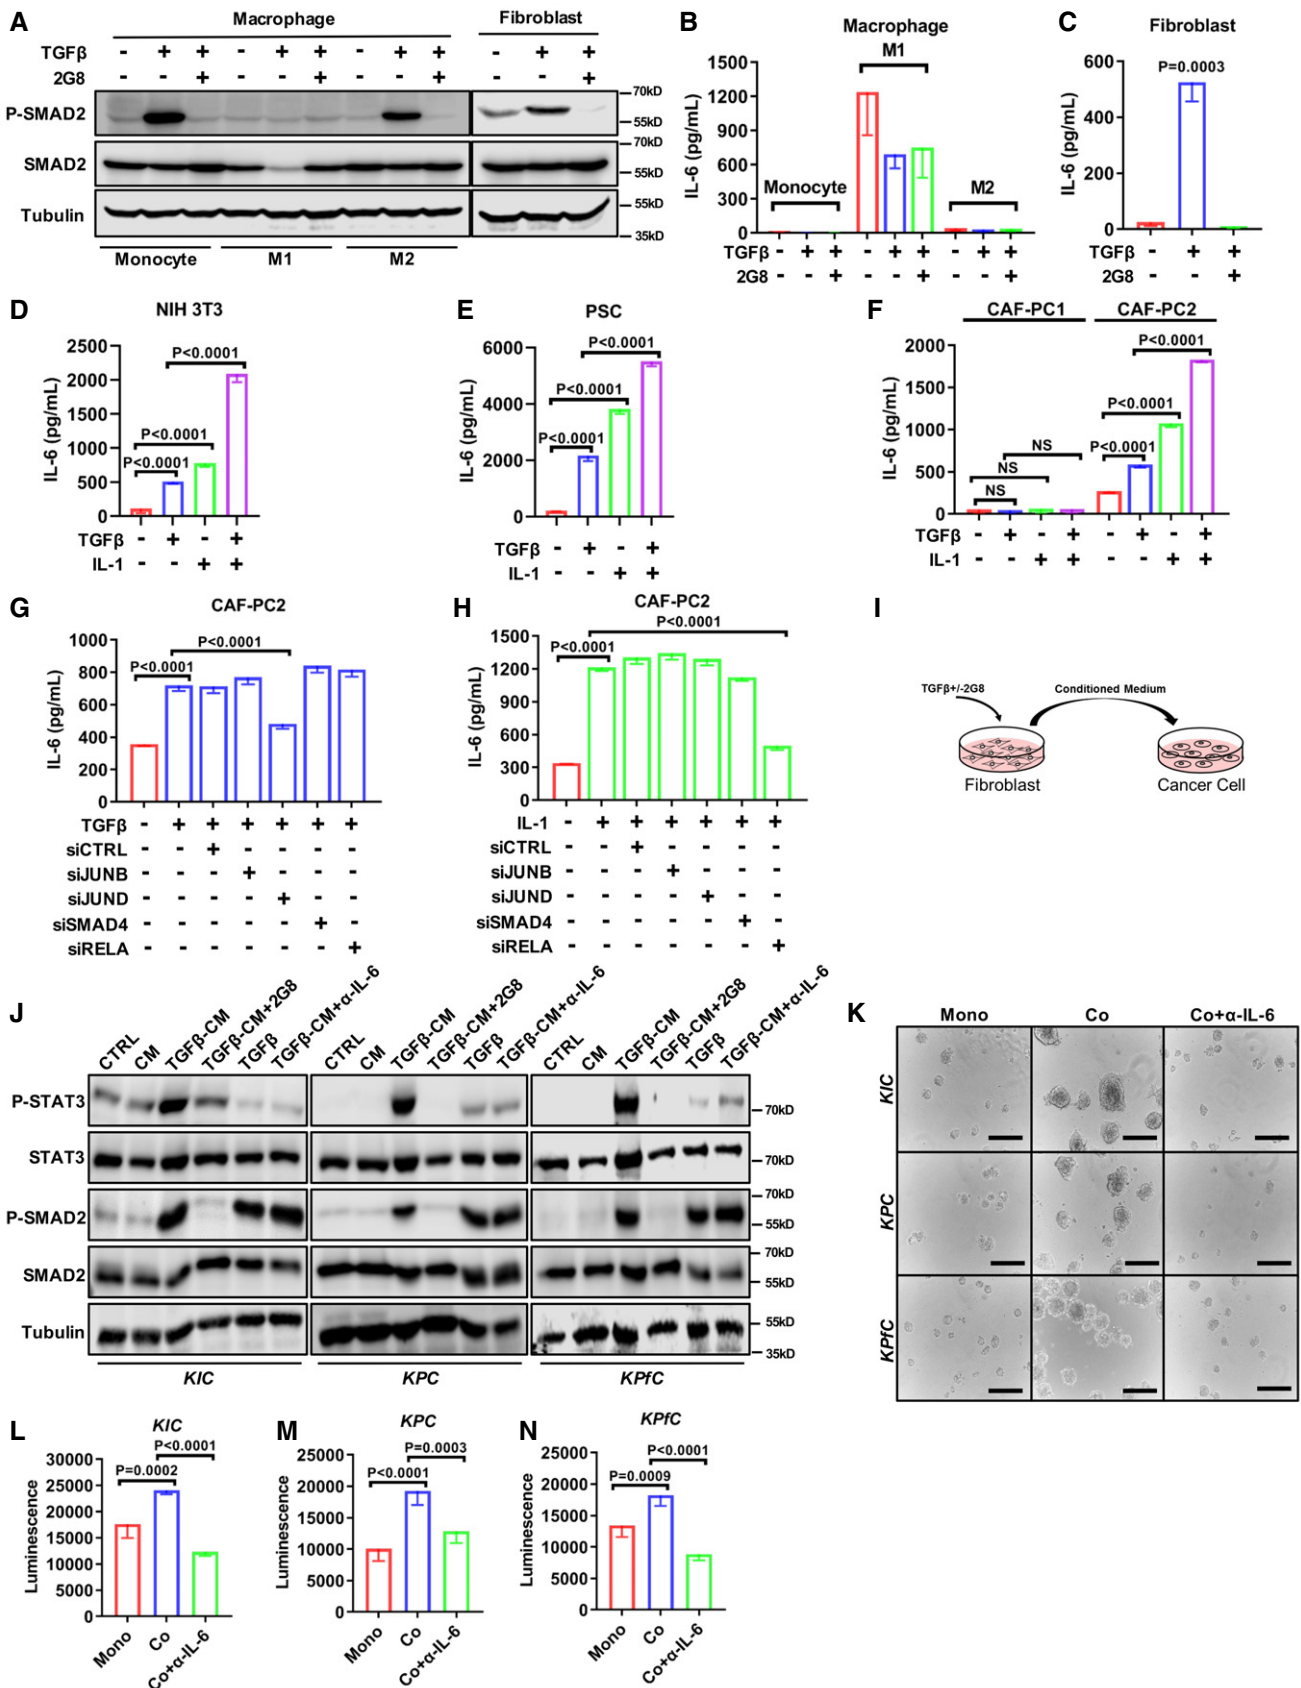 A
Macrophage
Fibroblast
TGFβ - + + - + + - + + - + +
2G8 - - + - - + - - + - - +
P-SMAD2
70kD
55kD
SMAD2
70kD
55kD
Tubulin
55kD
35kD
Monocyte M1 M2
B
Macrophage
IL-6 (pg/mL)
1500
1200
900
600
300
0
Monocyte
M1
M2
TGFβ - + + - + + - + +
2G8 - - + - - + - - +
C
Fibroblast
IL-6 (pg/mL)
600
400
200
0
P=0.0003
TGFβ - + +
2G8 - - +
D
NIH 3T3
IL-6 (pg/mL)
2500
2000
1500
1000
500
0
P<0.0001
P<0.0001
P<0.0001
TGFβ - + - +
IL-1 - - + +
E
PSC
IL-6 (pg/mL)
6000
4000
2000
0
P<0.0001
P<0.0001
P<0.0001
TGFβ - + - +
IL-1 - - + +
F
CAF-PC1 CAF-PC2
IL-6 (pg/mL)
2000
1500
1000
500
0
NS
NS
NS
P<0.0001
P<0.0001
P<0.0001
TGFβ - + - + - + - +
IL-1 - - + + - - + +
G
CAF-PC2
IL-6 (pg/mL)
1000
800
600
400
200
0
P<0.0001
P<0.0001
TGFβ - + + + + + +
siCTRL - - + - - - -
siJUNB - - - + - - -
siJUND - - - - + - -
siSMAD4 - - - - - + -
siRELA - - - - - - +
H
CAF-PC2
IL-6 (pg/mL)
1500
1200
900
600
300
0
P<0.0001
P<0.0001
IL-1 - + + + + + +
siCTRL - - + - - - -
siJUNB - - - + - - -
siJUND - - - - + - -
siSMAD4 - - - - - + -
siRELA - - - - - - +
I
TGFβ+/-2G8
Conditioned Medium
Fibroblast
Cancer Cell
J
CTRL CM TGFβ-CM TGFβ-CM+2G8 TGFβ TGFβ-CM+α-IL-6
CTRL CM TGFβ-CM TGFβ-CM+2G8 TGFβ TGFβ-CM+α-IL-6
CTRL CM TGFβ-CM TGFβ-CM+2G8 TGFβ TGFβ-CM+α-IL-6
P-STAT3
70kD
STAT3
70kD
P-SMAD2
70kD
55kD
SMAD2
70kD
55kD
Tubulin
55kD
35kD
KIC KPC KPfC
K
Mono Co Co+α-IL-6
KIC
KPC
KPfC
L
KIC
Luminescence
30000
25000
20000
15000
10000
5000
0
P=0.0002
P<0.0001
Mono Co Co+α-IL-6
M
KPC
Luminescence
25000
20000
15000
10000
5000
0
P<0.0001
P=0.0003
Mono Co Co+α-IL-6
N
KPfC
Luminescence
25000
20000
15000
10000
5000
0
P=0.0009
P<0.0001
Mono Co Co+α-IL-6